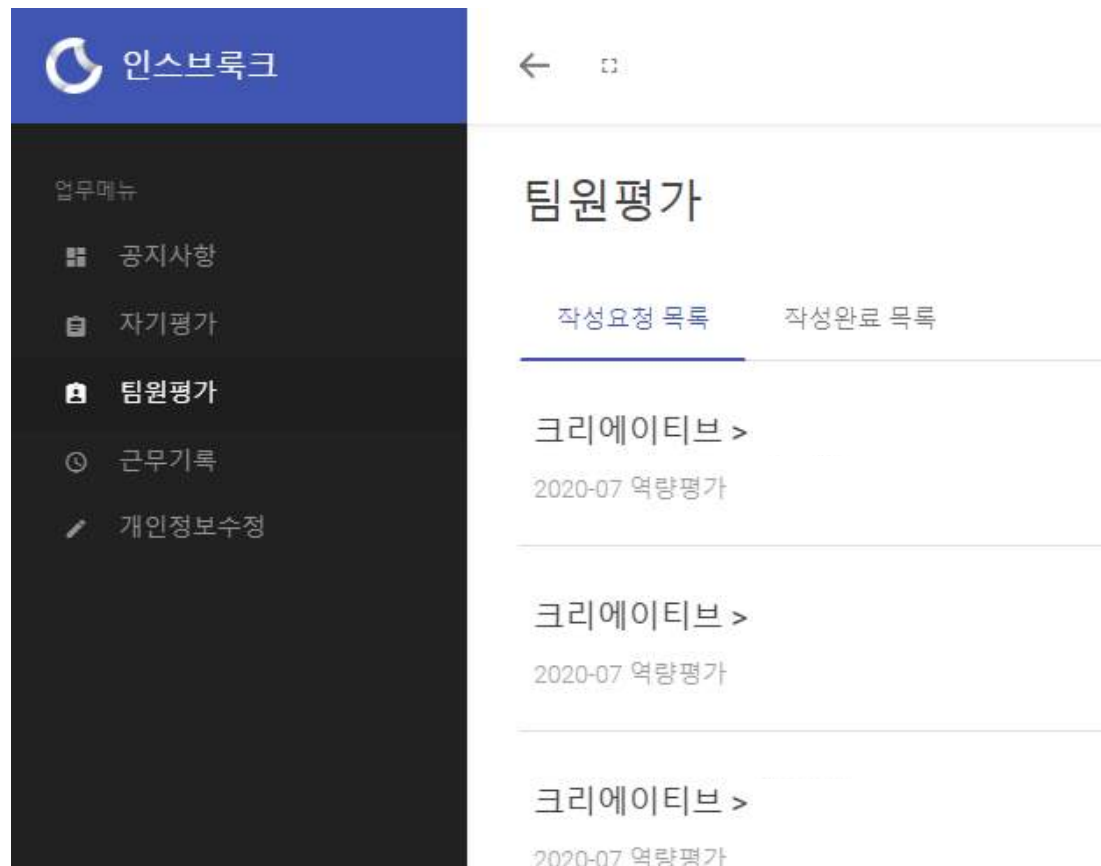 인스브룩크
업무메뉴
공지사항
자기평가
팀원평가
근무기록
개인정보수정
팀원평가
작성요청 목록
작성완료 목록
크리에이티브 >
2020-07 역량평가
크리에이티브 >
2020-07 역량평가
크리에이티브 >
2020-07 역량평가